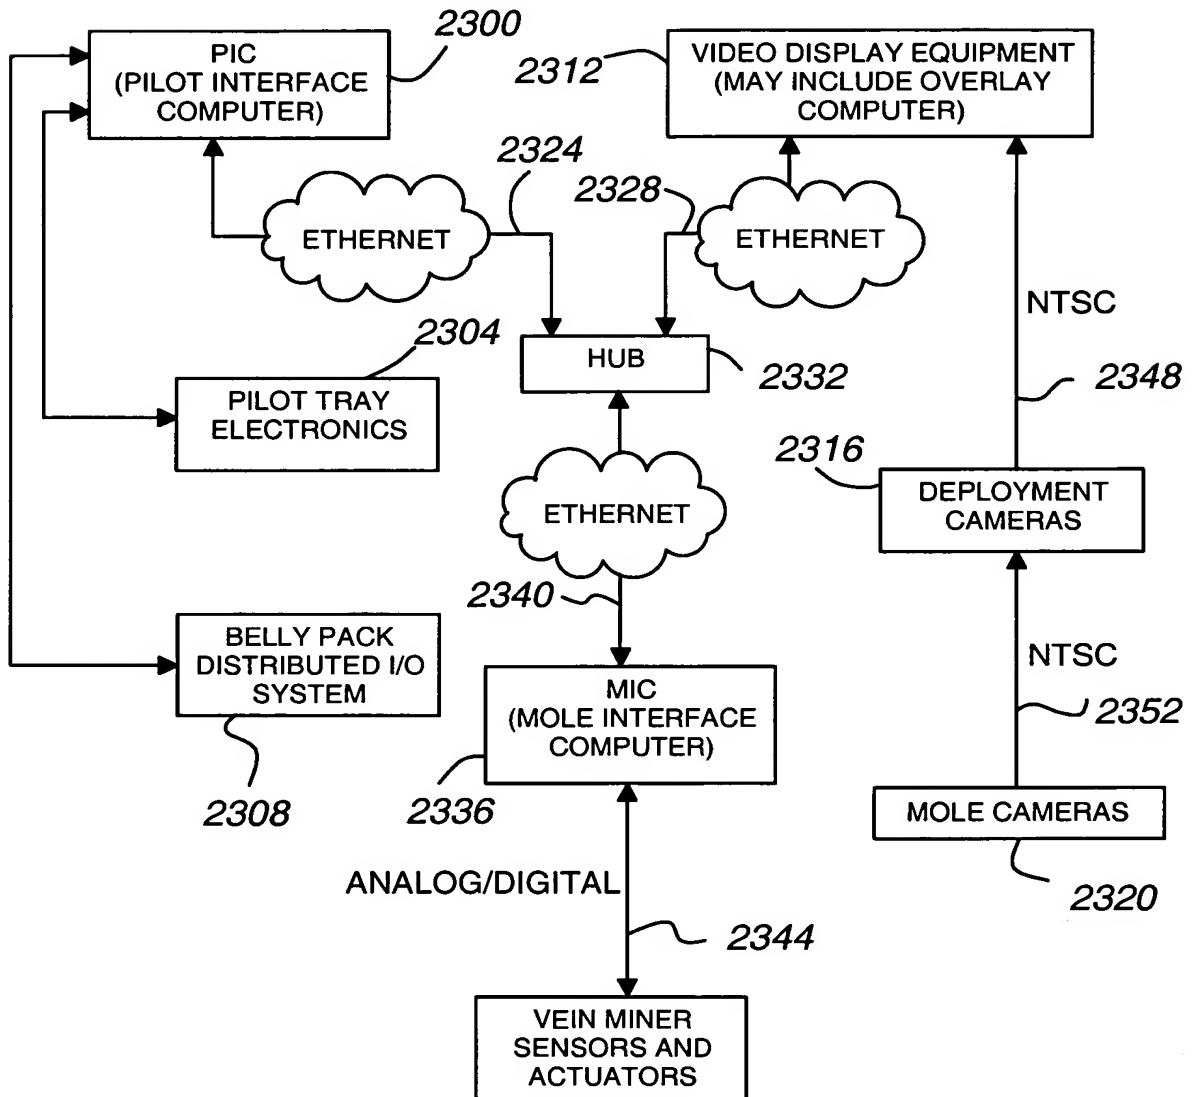 2300
PIC
(PILOT INTERFACE
COMPUTER)
2312
VIDEO DISPLAY EQUIPMENT
(MAY INCLUDE OVERLAY
COMPUTER)
2324
2328
ETHERNET
ETHERNET
NTSC
2304
HUB
2332
2348
PILOT TRAY
ELECTRONICS
2316
DEPLOYMENT
CAMERAS
ETHERNET
2340
BELLY PACK
DISTRIBUTED I/O
SYSTEM
NTSC
MIC
(MOLE INTERFACE
COMPUTER)
2352
2308
2336
MOLE CAMERAS
ANALOG/DIGITAL
2320
2344
VEIN MINER
SENSORS AND
ACTUATORS